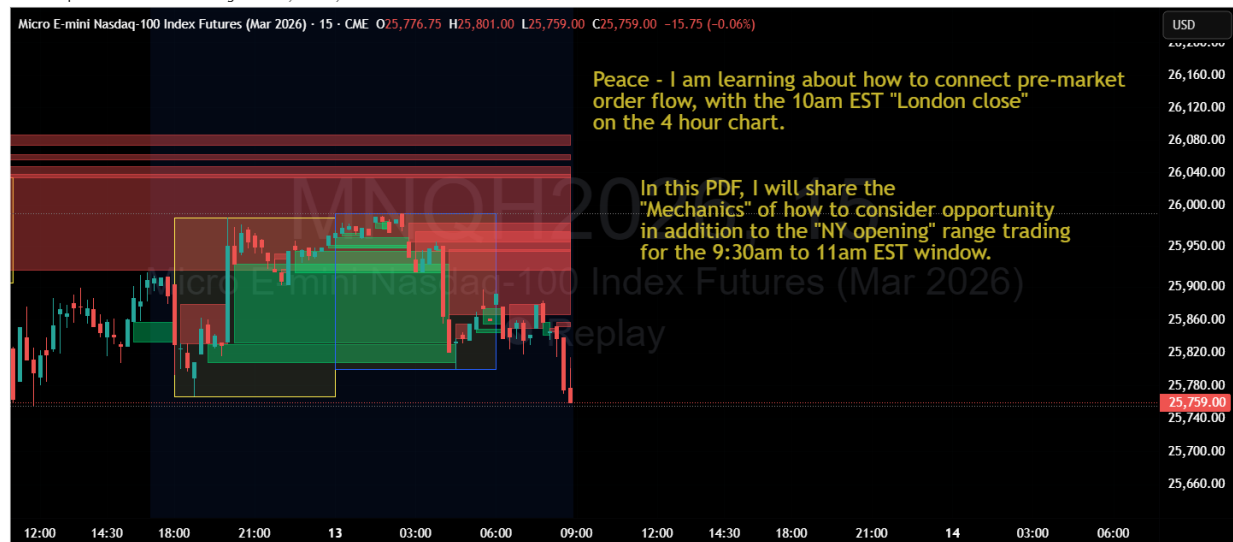 Micro E-mini Nasdaq-100 Index Futures (Mar 2026) · 15 · CME O25,776.75 H25,801.00 L25,759.00 C25,759.00 -15.75 (-0.06%)
USD
26,200.00
26,160.00
Peace - I am learning about how to connect pre-market
order flow, with the 10am EST "London close"
on the 4 hour chart.
26,120.00
26,080.00
26,040.00
In this PDF, I will share the
"Mechanics" of how to consider opportunity
in addition to the "NY opening" range trading
for the 9:30am to 11am EST window.
MNQH2026, 15
26,000.00
25,950.00
Micro E-mini Nasdaq-100 Index Futures (Mar 2026)
25,900.00
25,860.00
Replay
25,820.00
25,780.00
25,759.00
25,740.00
25,700.00
25,660.00
12:00 14:30 18:00 21:00 13 03:00 06:00 09:00 12:00 14:30 18:00 21:00 14 03:00 06:00